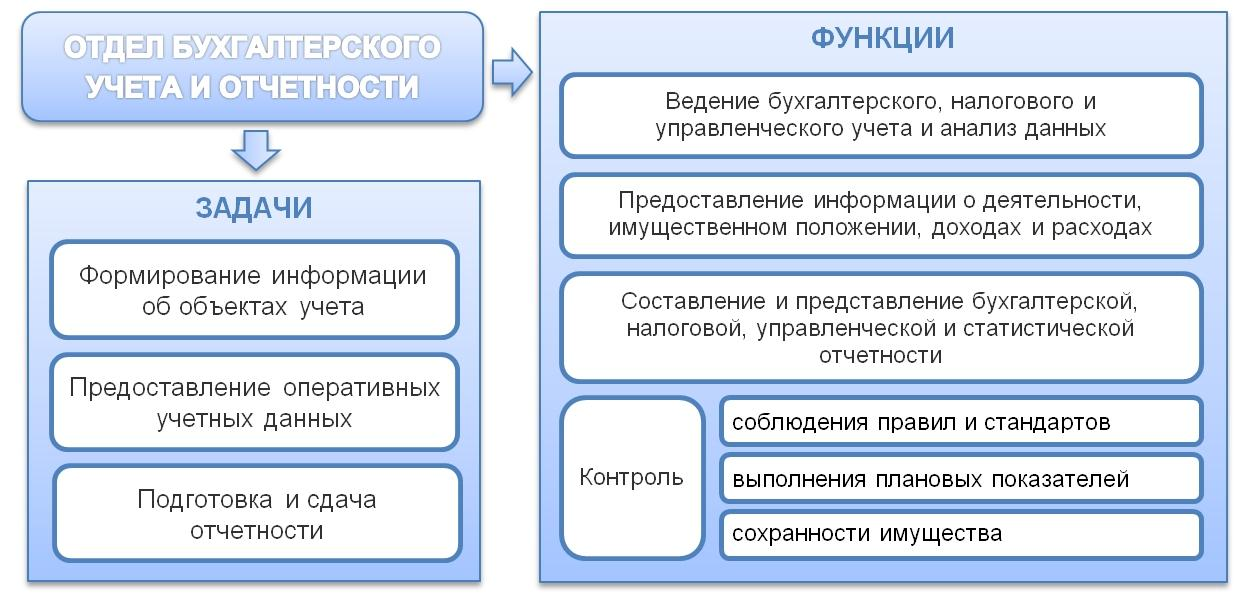 ОТДЕЛ БУХГАЛТЕРСКОГО
УЧЕТА И ОТЧЕТНОСТИ
ЗАДАЧИ
Формирование информации
об объектах учета
Предоставление оперативных
учетных данных
Подготовка и сдача
отчетности
ФУНКЦИИ
Ведение бухгалтерского, налогового и
управленческого учета и анализ данных
Предоставление информации о деятельности,
имущественном положении, доходах и расходах
Составление и представление бухгалтерской,
налоговой, управленческой и статистической
отчетности
Контроль
соблюдения правил и стандартов
выполнения плановых показателей
сохранности имущества